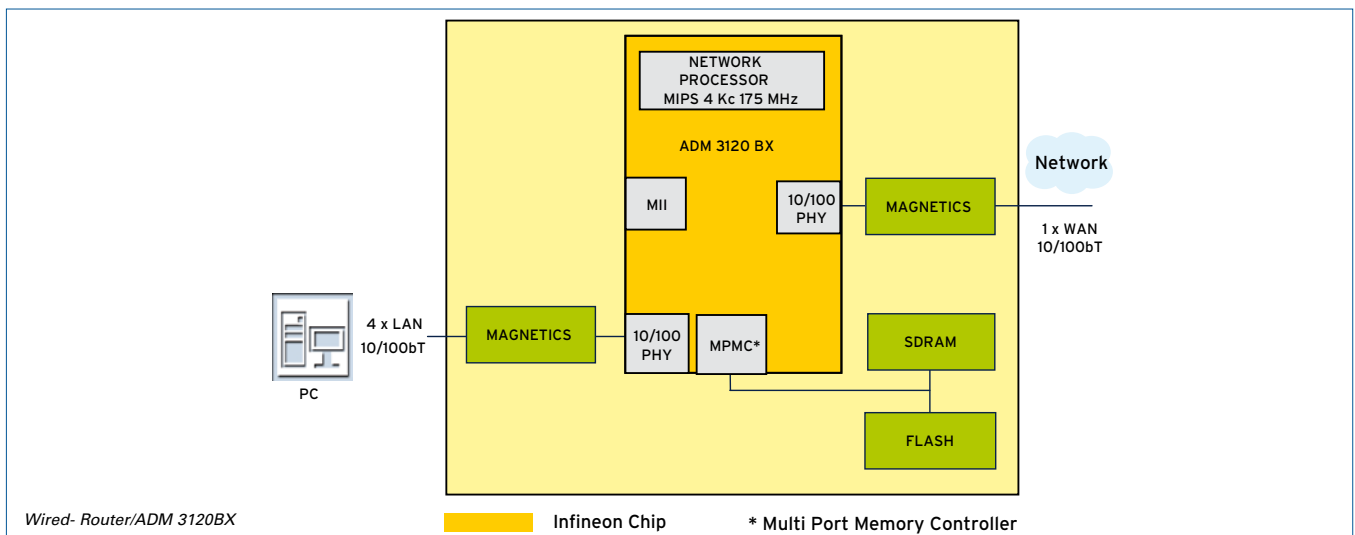 NETWORK
PROCESSOR
MIPS 4 Kc 175 MHz
ADM 3120 BX
Network
MII
10/100
PHY
MAGNETICS
1 x WAN
10/100bT
4 x LAN
10/100bT
MAGNETICS
10/100
PHY
MPMC*
SDRAM
PC
FLASH
Wired- Router/ADM 3120BX
Infineon Chip
* Multi Port Memory Controller